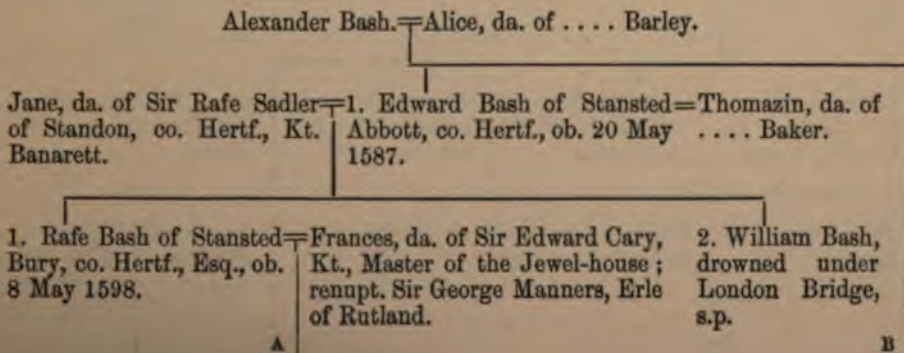 Alexander Bash.=Alice, da. of .... Barley.
Jane, da. of Sir Rafe Sadler=1. Edward Bash of Stansted=Thomazin, da. of
of Standon, co. Hertf., Kt. Abbott, co. Hertf., ob. 20 May .... Baker.
Banarett. 1587.
1. Rafe Bash of Stansted=Frances, da. of Sir Edward Cary, 2. William Bash,
Bury, co. Hertf., Esq., ob. Kt., Master of the Jewel-house; drowned under
8 May 1598. renupt. Sir George Manners, Erle London Bridge,
of Rutland. s.p.
A B